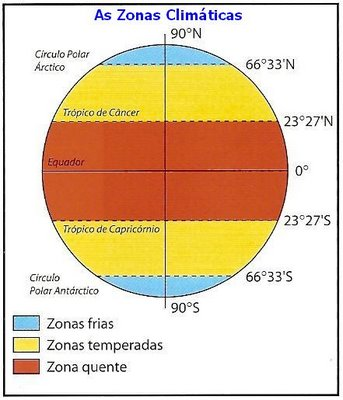 As Zonas Climáticas
90°N
Círculo Polar
Árctico
66°33'N
Trópico de Câncer
23°27'N
Equador
0°
23°27'S
Trópico de Capricórnio
Círculo
Polar Antárctico
66°33'S
90°S
Zonas frias
Zonas temperadas
Zona quente